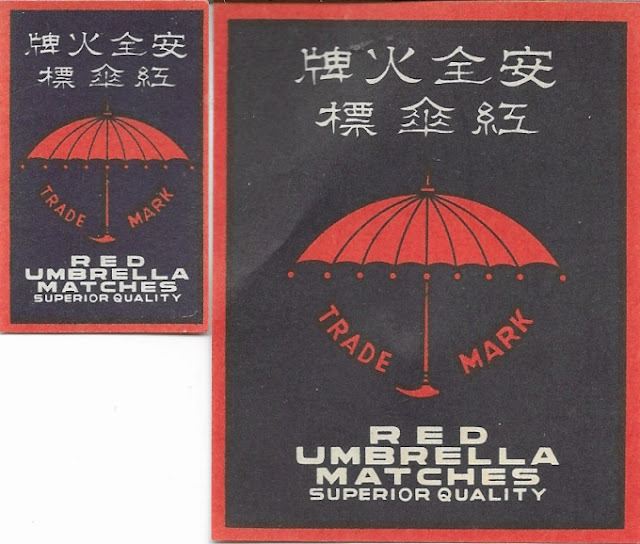 安全火牌
紅傘標
TRADE MARK
RED
UMBRELLA
MATCHES
SUPERIOR QUALITY
安全火牌
紅傘標
TRADE MARK
RED
UMBRELLA
MATCHES
SUPERIOR QUALITY